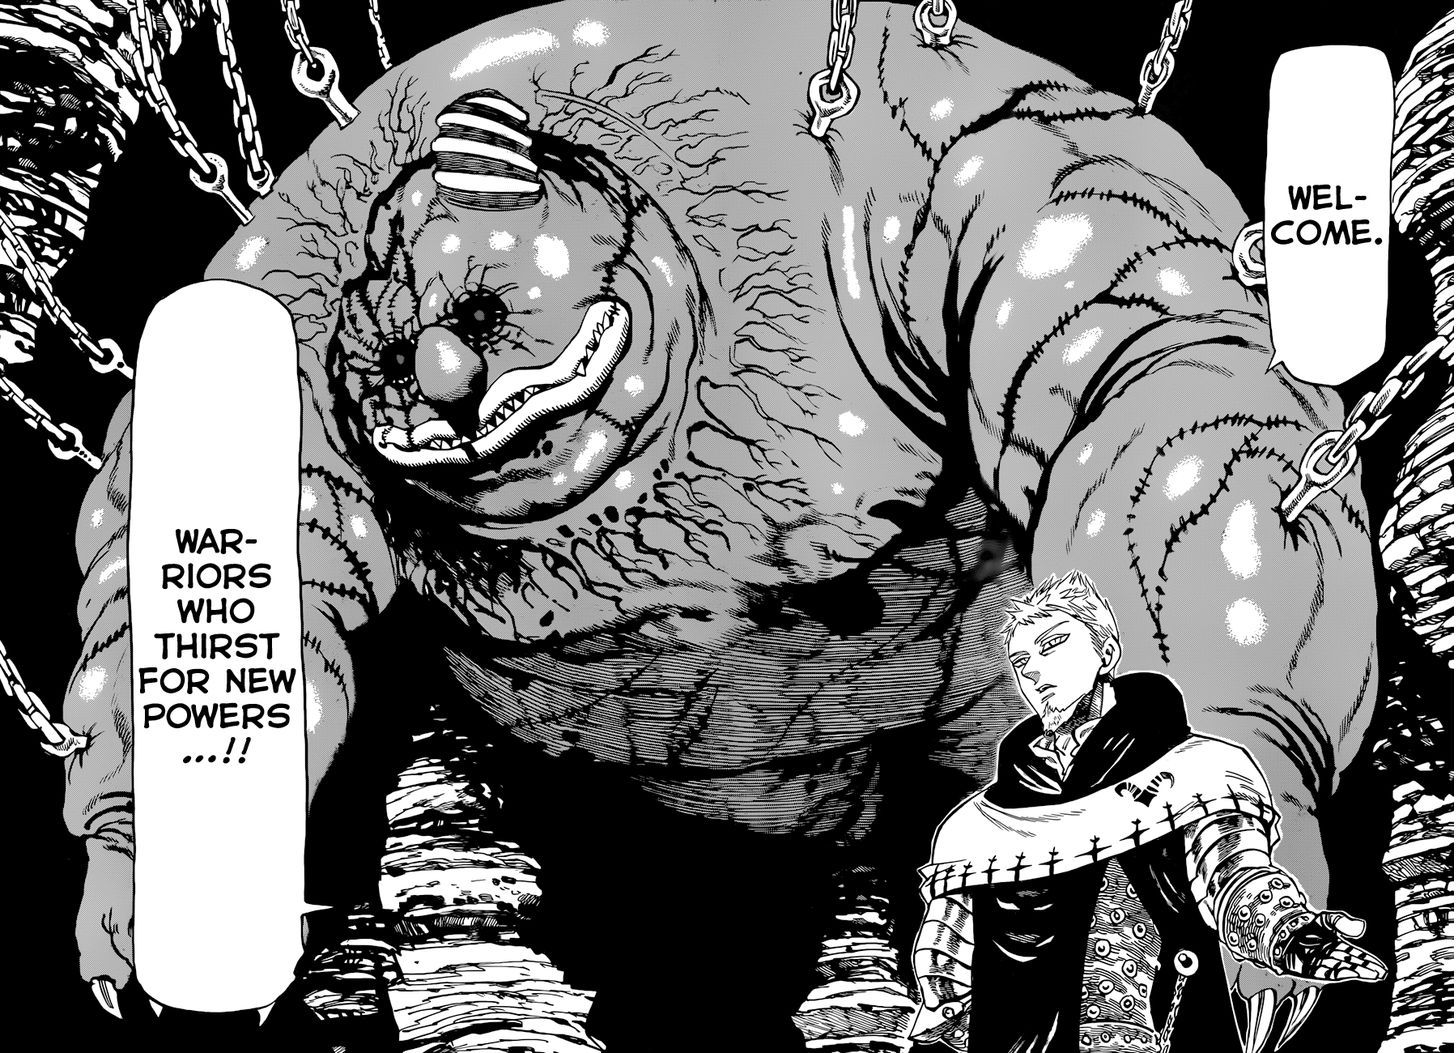 WEL-
COME.
WAR-
RIORS
WHO
THIRST
FOR NEW
POWERS
...!!